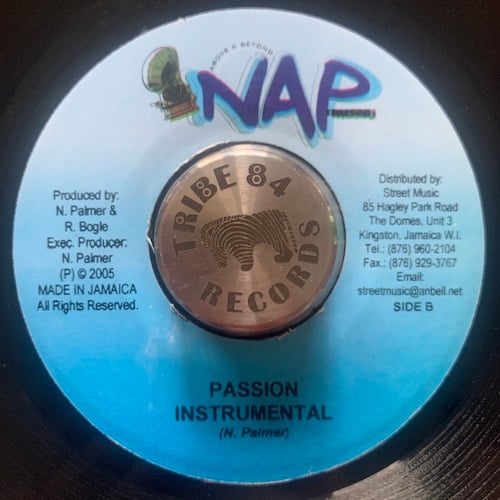 ABOVE & BEYOND
NAP
Produced by:
N. Palmer &
R. Bogle
Exec. Producer:
N. Palmer
(P) © 2005
MADE IN JAMAICA
All Rights Reserved.
TRIBE 84
RECORDS
Distributed by:
Street Music
85 Hagley Park Road
The Domes, Unit 3
Kingston, Jamaica W.I.
Tel.: (876) 960-2104
Fax.: (876) 929-3767
Email:
streetmusic@anbell.net
SIDE B
PASSION
INSTRUMENTAL
(N. Palmer)